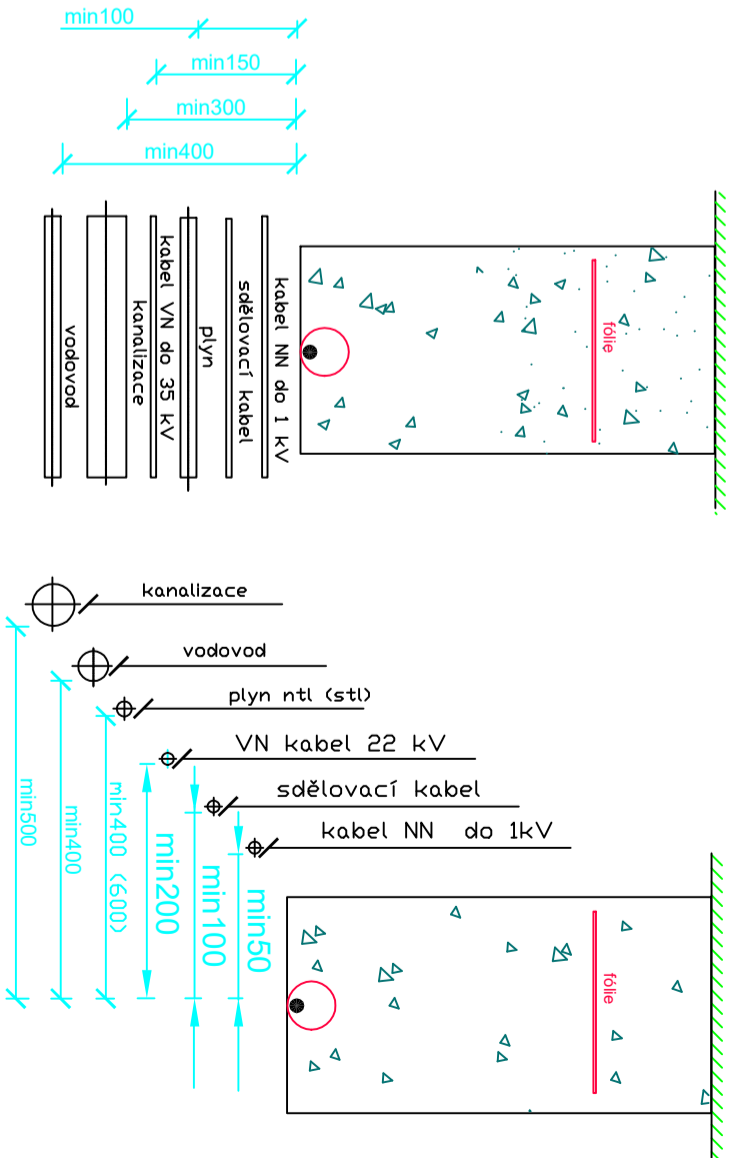 min100
min150
min300
min400
fólie
kabel NN do 1 kV
sdělovací kabel
plyn
kabel VN do 35 kV
kanalizace
vodovod
kanalizace
vodovod
plyn ntl (stl)
VN kabel 22 kV
sdělovací kabel
kabel NN do 1kV
fólie
min50
min100
min200
min400 (600)
min400
min500